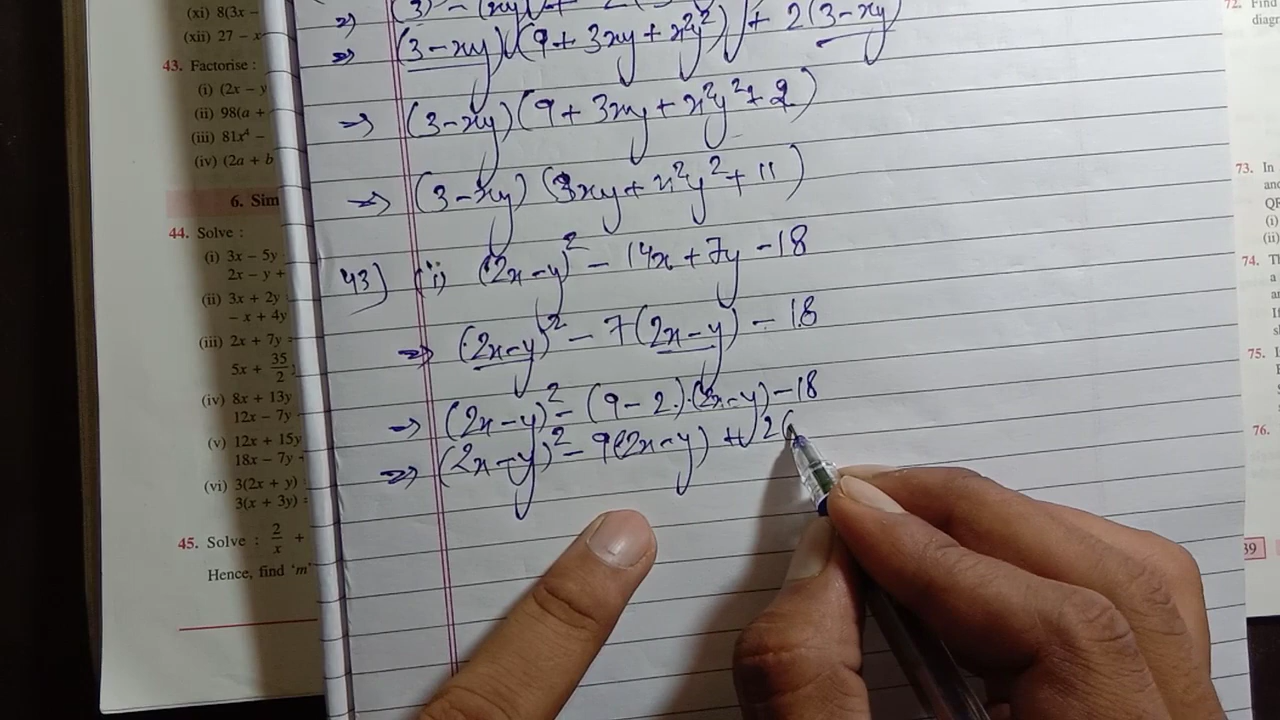 (xi) 8(3x –
(xii) 27 – x
43. Factorise :
(i) (2x – y
(ii) 98(a +
(iii) 81x⁴ –
(iv) (2a + b
6. Sim
44. Solve :
(i) 3x – 5y
2x – y +
(ii) 3x + 2y
– x + 4y
(iii) 2x + 7y =
5x + 35/2
(iv) 8x + 13y
12x – 7y
(v) 12x + 15y
18x – 7y
(vi) 3(2x + y)
3(x + 3y) =
45. Solve : 2/x +
Hence, find 'm'
⇒ (3-xy)(9+3xy+x²y²) + 2(3-xy)
⇒ (3-xy)(9+3xy+x²y²+2)
⇒ (3-xy)(3xy+x²y²+11)
43) (i) (2x-y)² - 14x+7y-18
⇒ (2x-y)² - 7(2x-y) - 18
→ (2x-y)² - (9-2).(2x-y)-18
⇒ (2x-y)² - 9(2x-y) + 2(
72. Find
diagr
73. In
and
QR
(i)
(ii)
74. Th
a
75.
76.
39